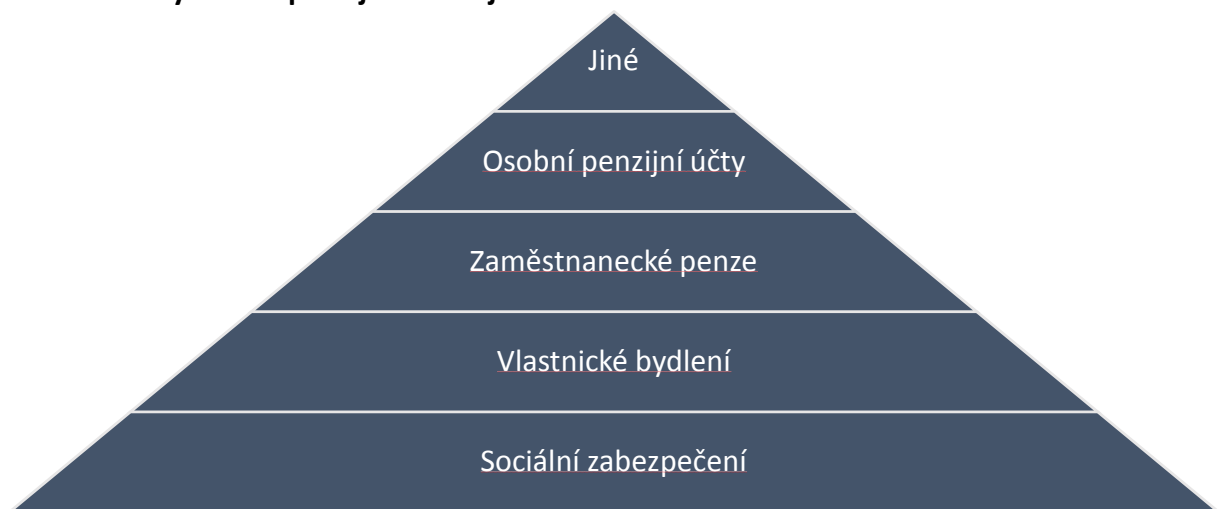 Jiné
Osobní penzijní účty
Zaměstnanecké penze
Vlastnické bydlení
Sociální zabezpečení